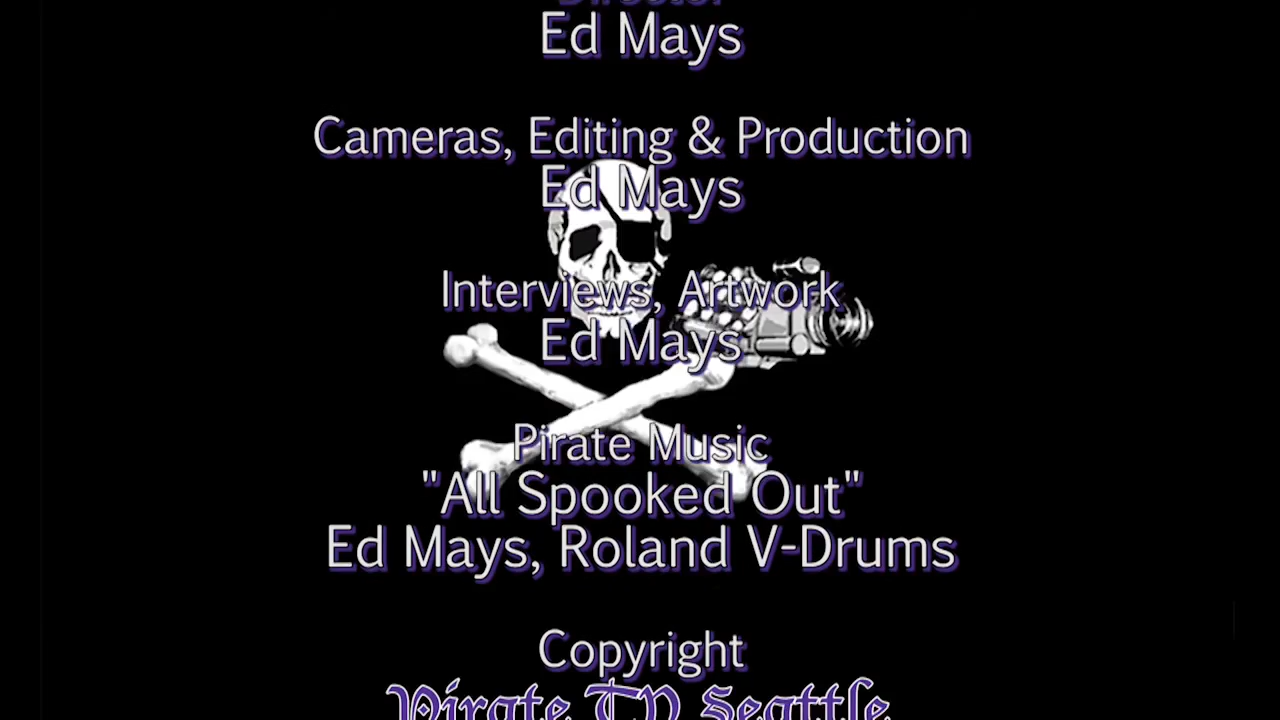 Director
Ed Mays
Cameras, Editing & Production
Ed Mays
Interviews, Artwork
Ed Mays
Pirate Music
"All Spooked Out"
Ed Mays, Roland V-Drums
Copyright
Pirate TV Seattle